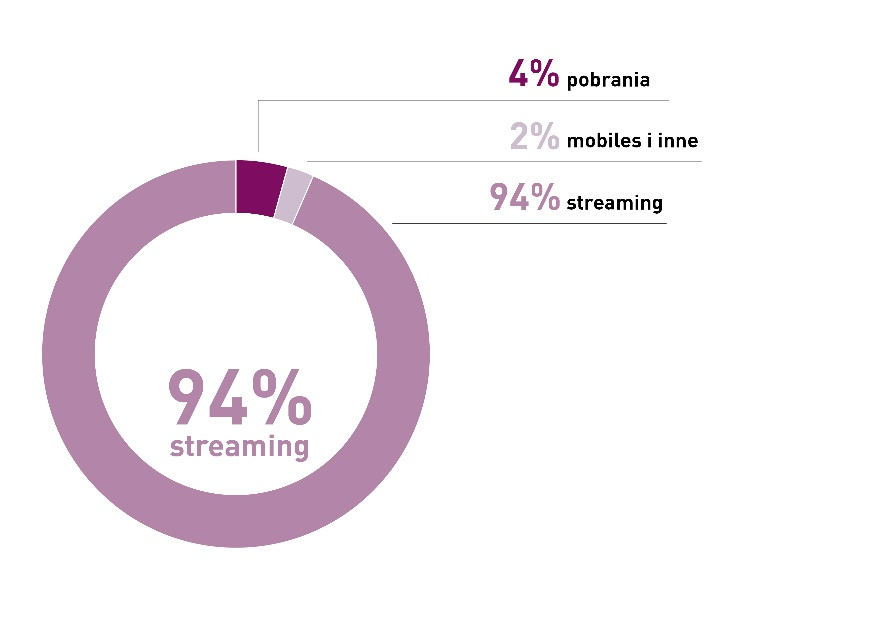 4% pobrania
2% mobiles i inne
94% streaming
94%
streaming